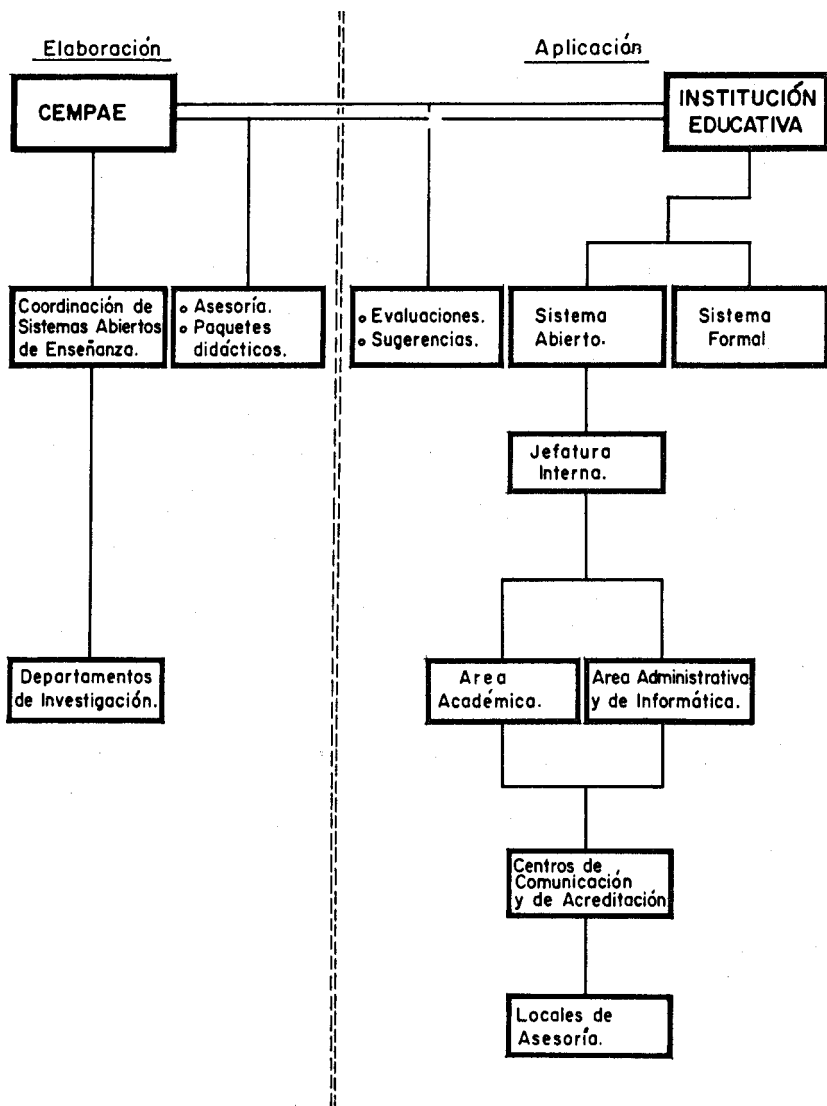 Elaboración
Aplicación
CEMPAE
INSTITUCIÓN
EDUCATIVA
Coordinación de
Sistemas Abiertos
de Enseñanza.
Asesoría.
Paquetes
didácticos.
Evaluaciones.
Sugerencias.
Sistema
Abierto.
Sistema
Formal
Jefatura
Interna.
Departamentos
de Investigación.
Area
Académica.
Area Administrativa
y de Informática.
Centros de
Comunicación
y de Acreditación
Locales de
Asesoría.